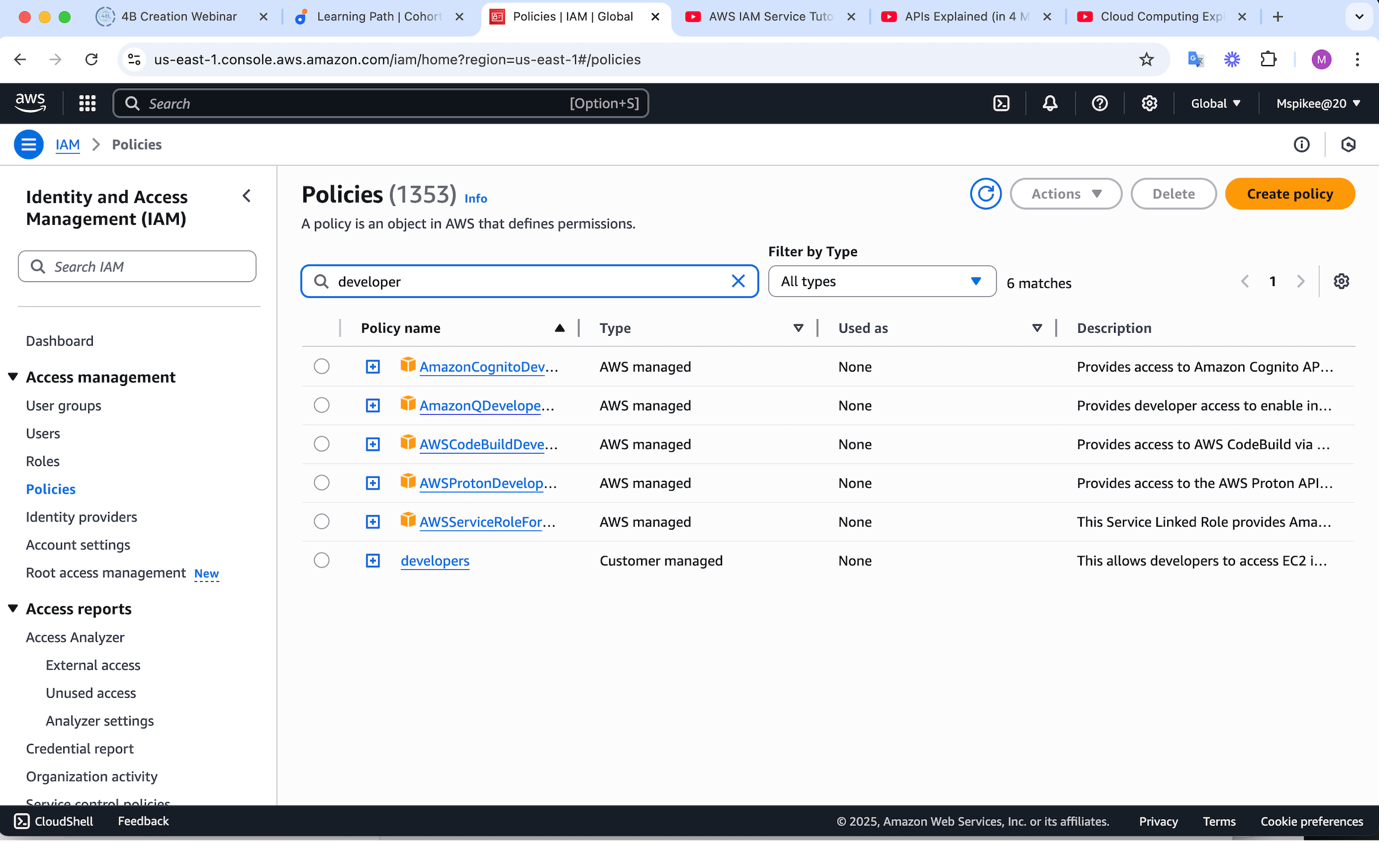 4B Creation Webinar
Learning Path | Cohort
Policies | IAM | Global
AWS IAM Service Tuto
APIs Explained (in 4 M
Cloud Computing Exp
us-east-1.console.aws.amazon.com/iam/home?region=us-east-1#/policies
M
aws
Search
[Option+S]
Global
Mspikee@20
IAM
Policies
Identity and Access
Management (IAM)
Search IAM
Dashboard
Access management
User groups
Users
Roles
Policies
Identity providers
Account settings
Root access management New
Access reports
Access Analyzer
External access
Unused access
Analyzer settings
Credential report
Organization activity
Service control policies
Policies (1353) Info
A policy is an object in AWS that defines permissions.
Actions
Delete
Create policy
Filter by Type
developer
All types
6 matches
1
Policy name Type Used as Description
AmazonCognitoDev... AWS managed None Provides access to Amazon Cognito AP...
AmazonQDevelope... AWS managed None Provides developer access to enable in...
AWSCodeBuildDeve... AWS managed None Provides access to AWS CodeBuild via ...
AWSProtonDevelop... AWS managed None Provides access to the AWS Proton API...
AWSServiceRoleFor... AWS managed None This Service Linked Role provides Ama...
developers Customer managed None This allows developers to access EC2 i...
CloudShell
Feedback
© 2025, Amazon Web Services, Inc. or its affiliates.
Privacy
Terms
Cookie preferences